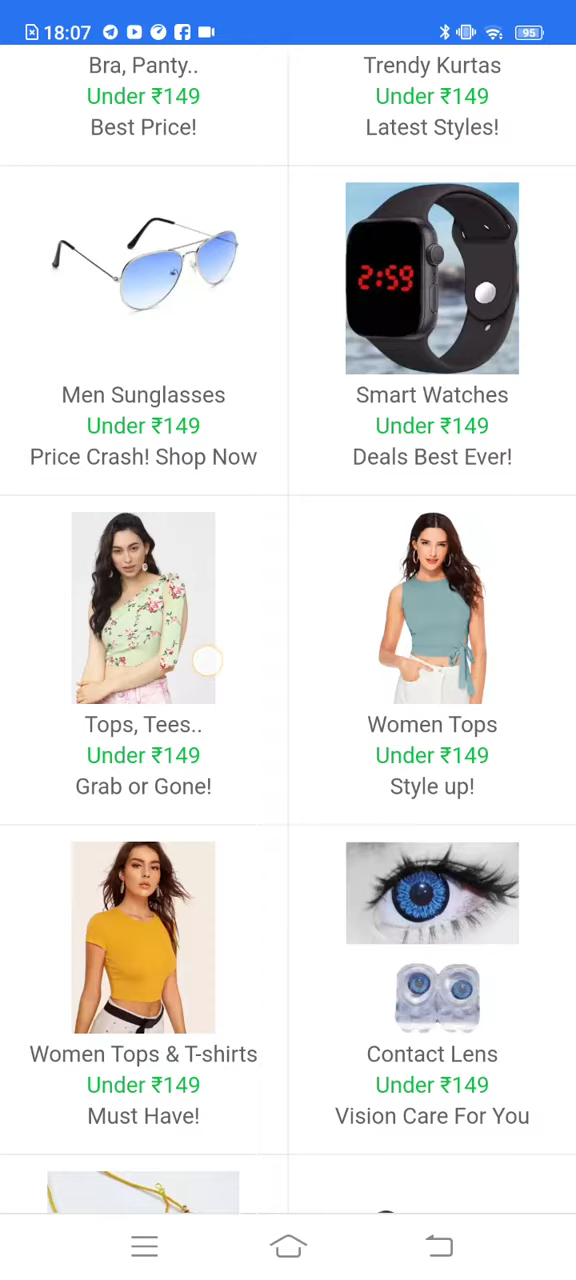 18:07
95
Bra, Panty..
Under ₹149
Best Price!
Trendy Kurtas
Under ₹149
Latest Styles!
2:59
Men Sunglasses
Under ₹149
Price Crash! Shop Now
Smart Watches
Under ₹149
Deals Best Ever!
Tops, Tees..
Under ₹149
Grab or Gone!
Women Tops
Under ₹149
Style up!
Women Tops & T-shirts
Under ₹149
Must Have!
Contact Lens
Under ₹149
Vision Care For You